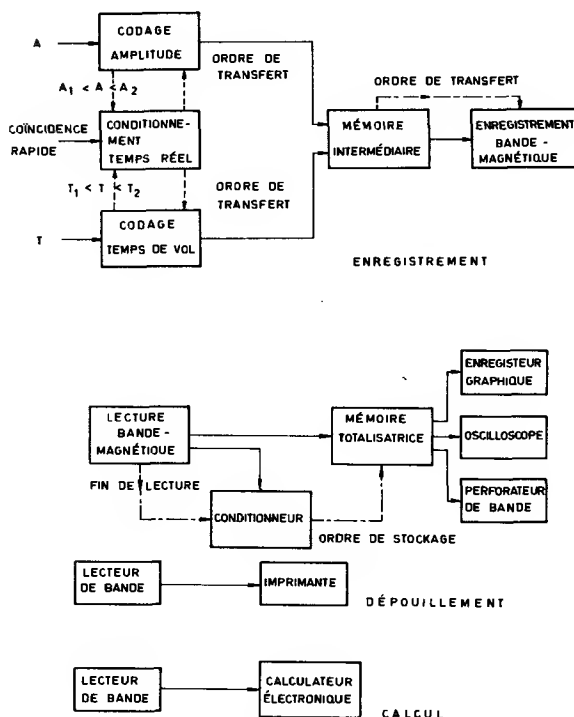 A
CODAGE
AMPLITUDE
ORDRE DE
TRANSFERT
A1 < A < A2
COÏNCIDENCE
RAPIDE
CONDITIONNE-
MENT
TEMPS RÉEL
T1 < T < T2
ORDRE DE
TRANSFERT
T
CODAGE
TEMPS DE VOL
MÉMOIRE
INTERMÉDIAIRE
ORDRE DE TRANSFERT
ENREGISTREMENT
BANDE-
MAGNÉTIQUE
ENREGISTREMENT
LECTURE
BANDE-
MAGNÉTIQUE
FIN DE LECTURE
CONDITIONNEUR
ORDRE DE STOCKAGE
MÉMOIRE
TOTALISATRICE
ENREGISTEUR
GRAPHIQUE
OSCILLOSCOPE
PERFORATEUR
DE BANDE
LECTEUR
DE BANDE
IMPRIMANTE
DÉPOUILLEMENT
LECTEUR
DE BANDE
CALCULATEUR
ÉLECTRONIQUE
CALCUL